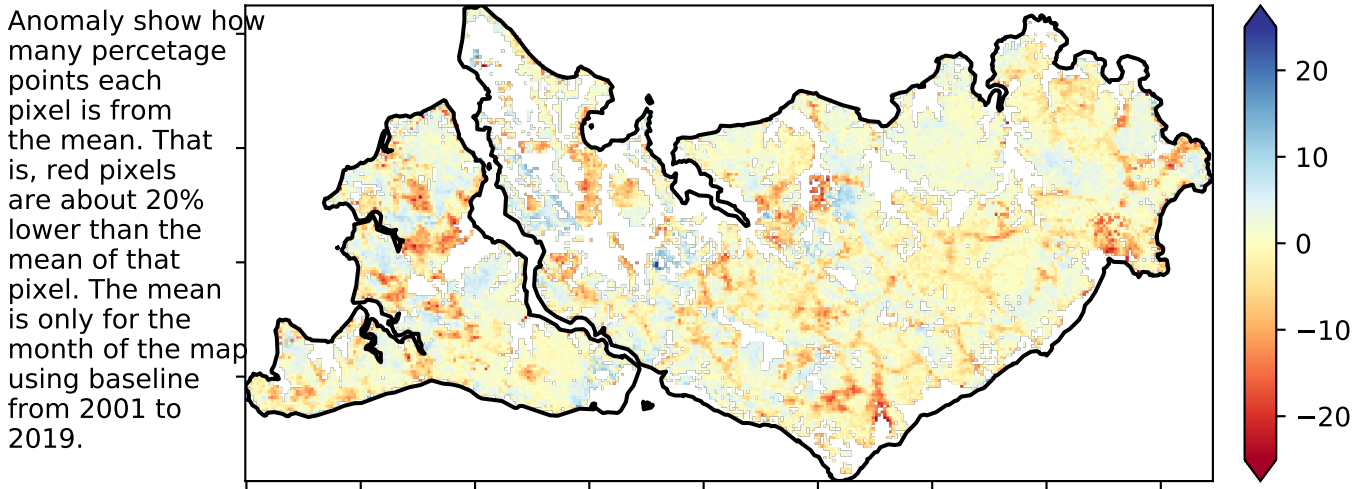 Anomaly show how
many percetage
points each
pixel is from
the mean. That
is, red pixels
are about 20%
lower than the
mean of that
pixel. The mean
is only for the
month of the map
using baseline
from 2001 to
2019.
20
10
0
−10
−20